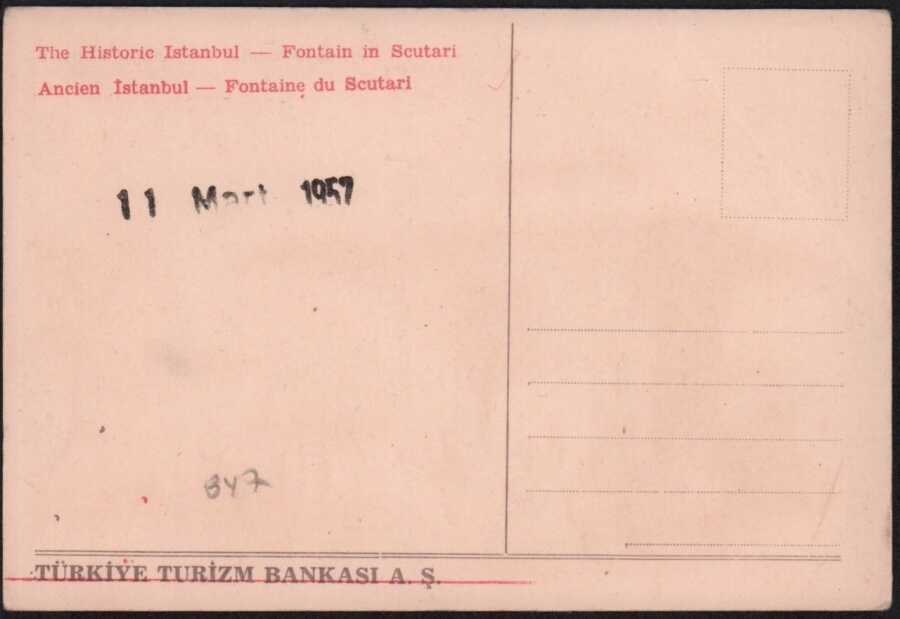 The Historic Istanbul — Fontain in Scutari
Ancien İstanbul — Fontaine du Scutari
11 Mart 1957
347
TÜRKİYE TURİZM BANKASI A. Ş.